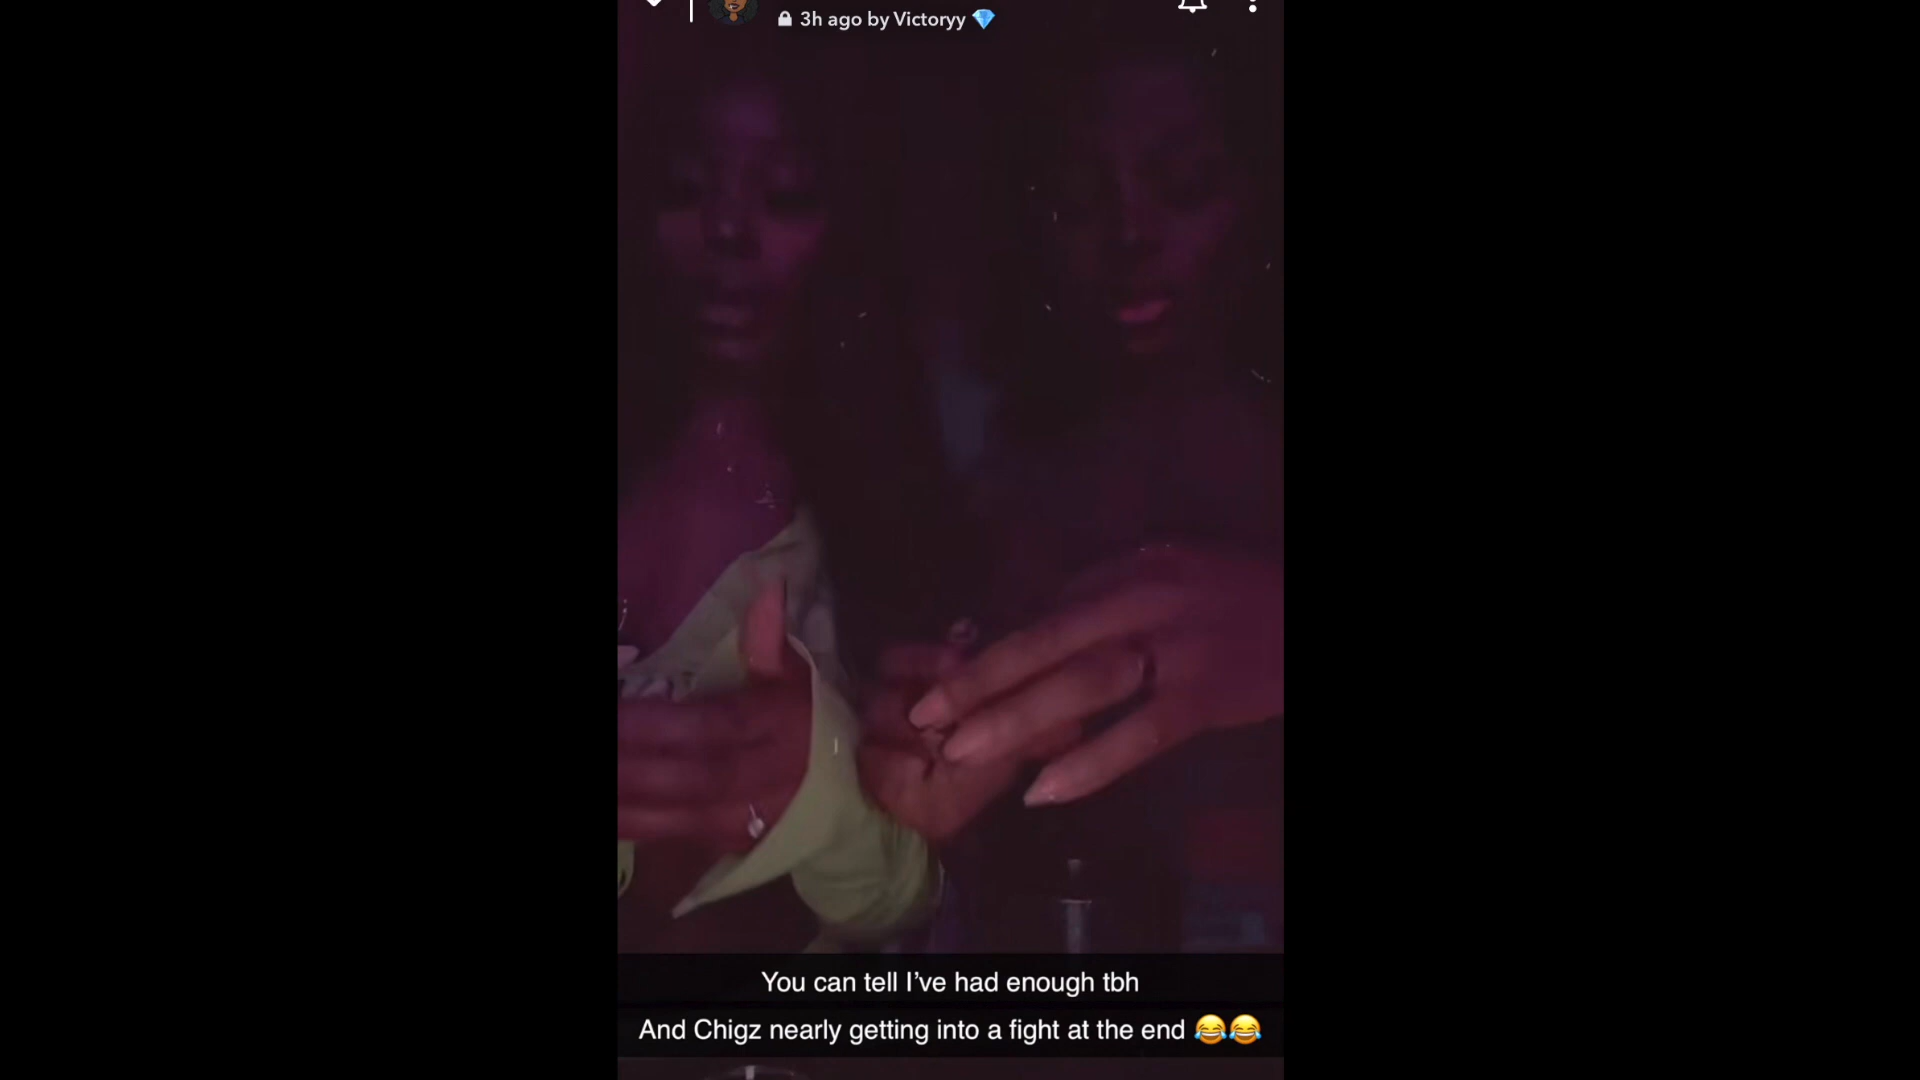 3h ago by Victoryy 💎
You can tell I’ve had enough tbh
And Chigz nearly getting into a fight at the end 😂😂